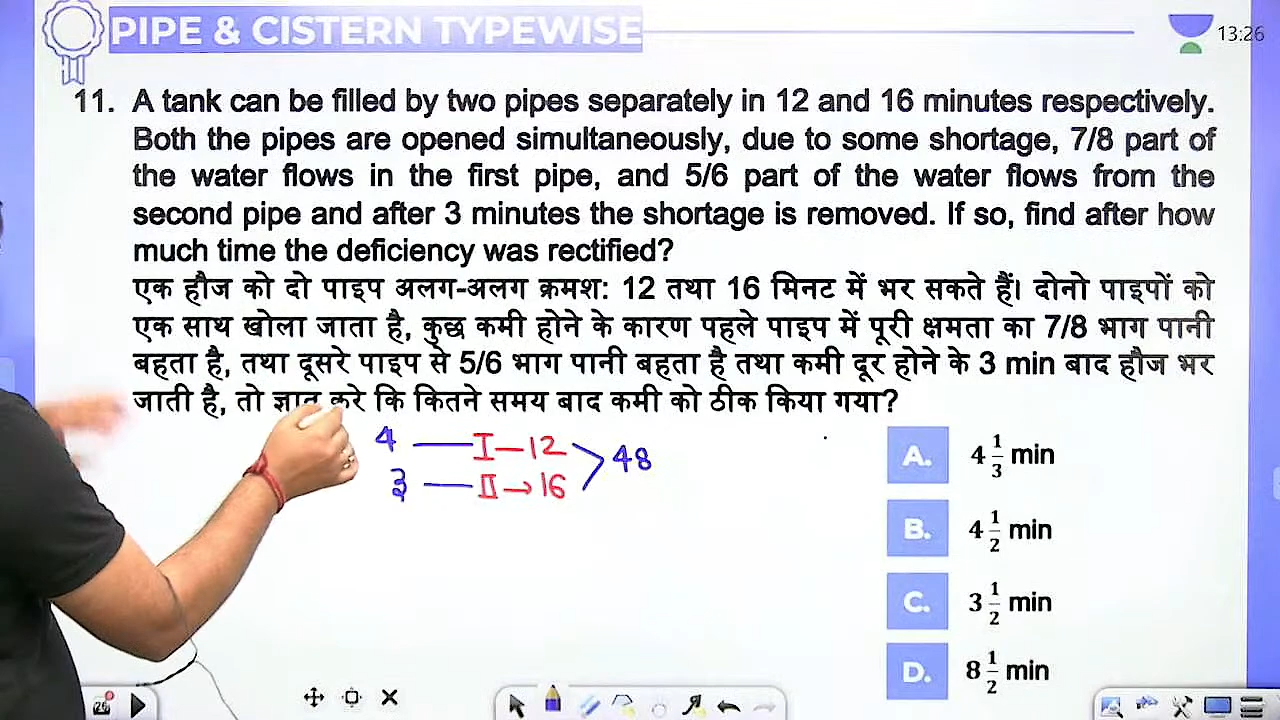 PIPE & CISTERN TYPEWISE
13:26
11. A tank can be filled by two pipes separately in 12 and 16 minutes respectively.
Both the pipes are opened simultaneously, due to some shortage, 7/8 part of
the water flows in the first pipe, and 5/6 part of the water flows from the
second pipe and after 3 minutes the shortage is removed. If so, find after how
much time the deficiency was rectified?
एक हौज को दो पाइप अलग-अलग क्रमश: 12 तथा 16 मिनट में भर सकते हैं। दोनो पाइपों को
एक साथ खोला जाता है, कुछ कमी होने के कारण पहले पाइप में पूरी क्षमता का 7/8 भाग पानी
बहता है, तथा दूसरे पाइप से 5/6 भाग पानी बहता है तथा कमी दूर होने के 3 min बाद हौज भर
जाती है, तो ज्ञात करे कि कितने समय बाद कमी को ठीक किया गया?
4 — I — 12
48
3 — II → 16
A. 4 1/3 min
B. 4 1/2 min
C. 3 1/2 min
D. 8 1/2 min